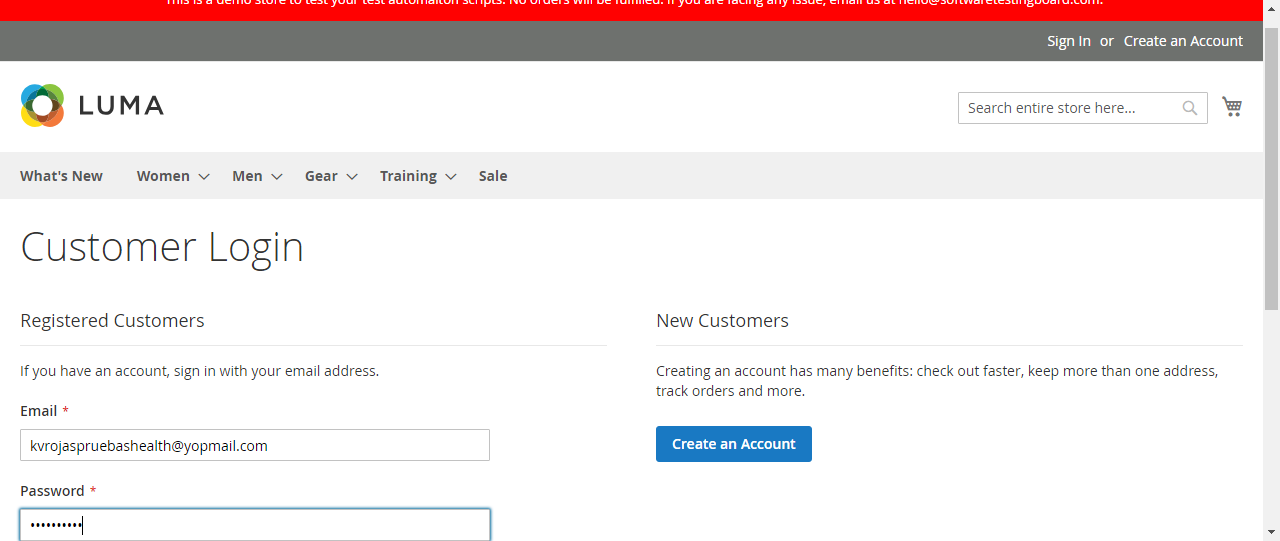 This is a demo store to test your test automaiton scripts. No orders will be fulfilled. If you are facing any issue, email us at hello@softwaretestingboard.com.
Sign In or Create an Account
LUMA
Search entire store here...
What's New Women Men Gear Training Sale
Customer Login
Registered Customers
If you have an account, sign in with your email address.
Email *
kvrojaspruebashealth@yopmail.com
Password *
••••••••••
New Customers
Creating an account has many benefits: check out faster, keep more than one address,
track orders and more.
Create an Account